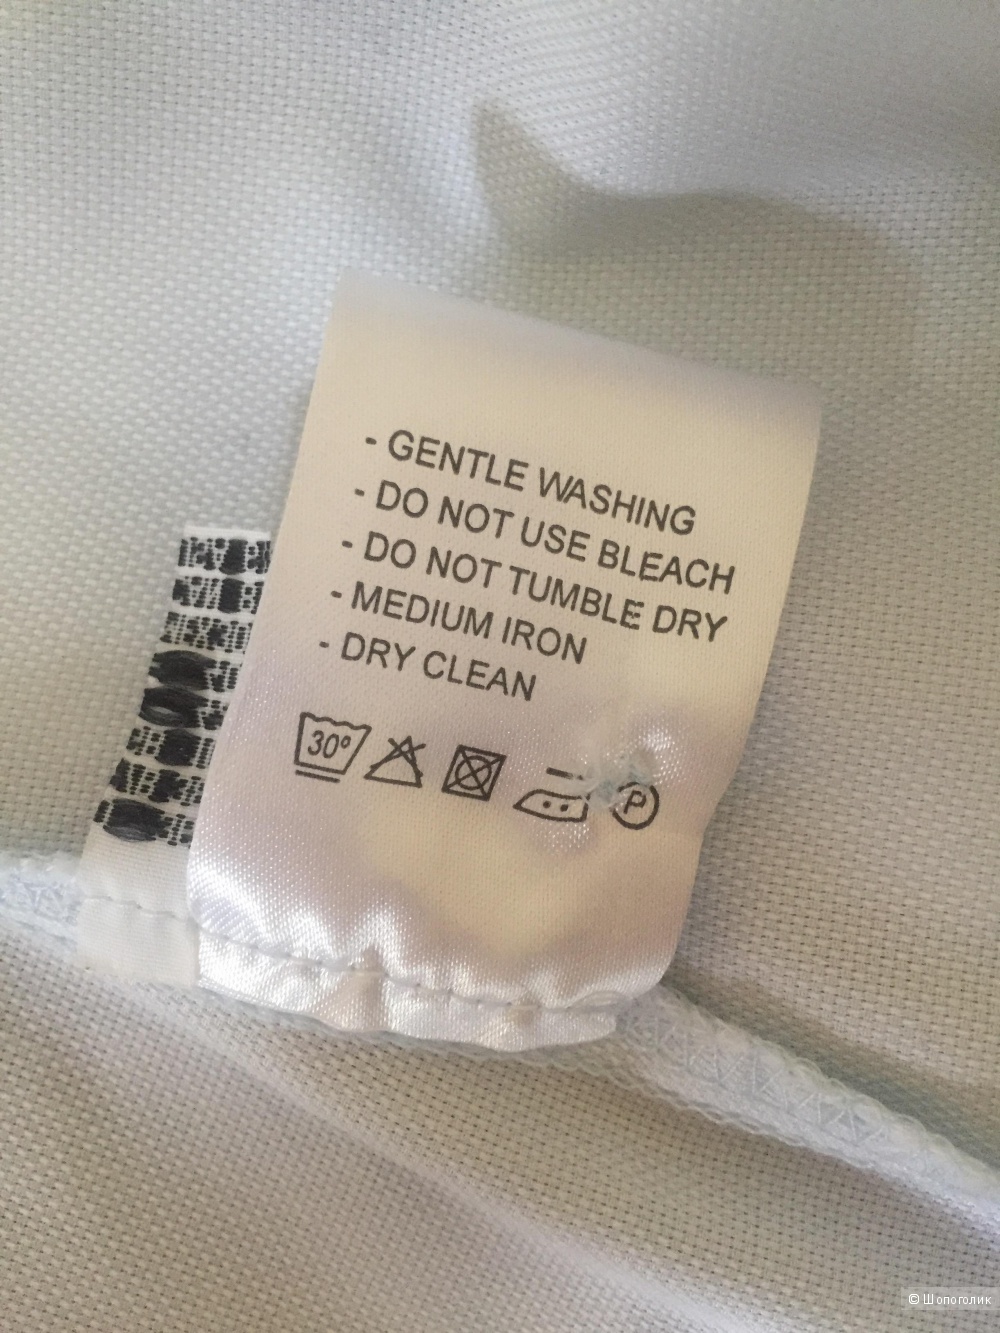 - GENTLE WASHING
- DO NOT USE BLEACH
- DO NOT TUMBLE DRY
- MEDIUM IRON
- DRY CLEAN
30° P
© Шопоголик